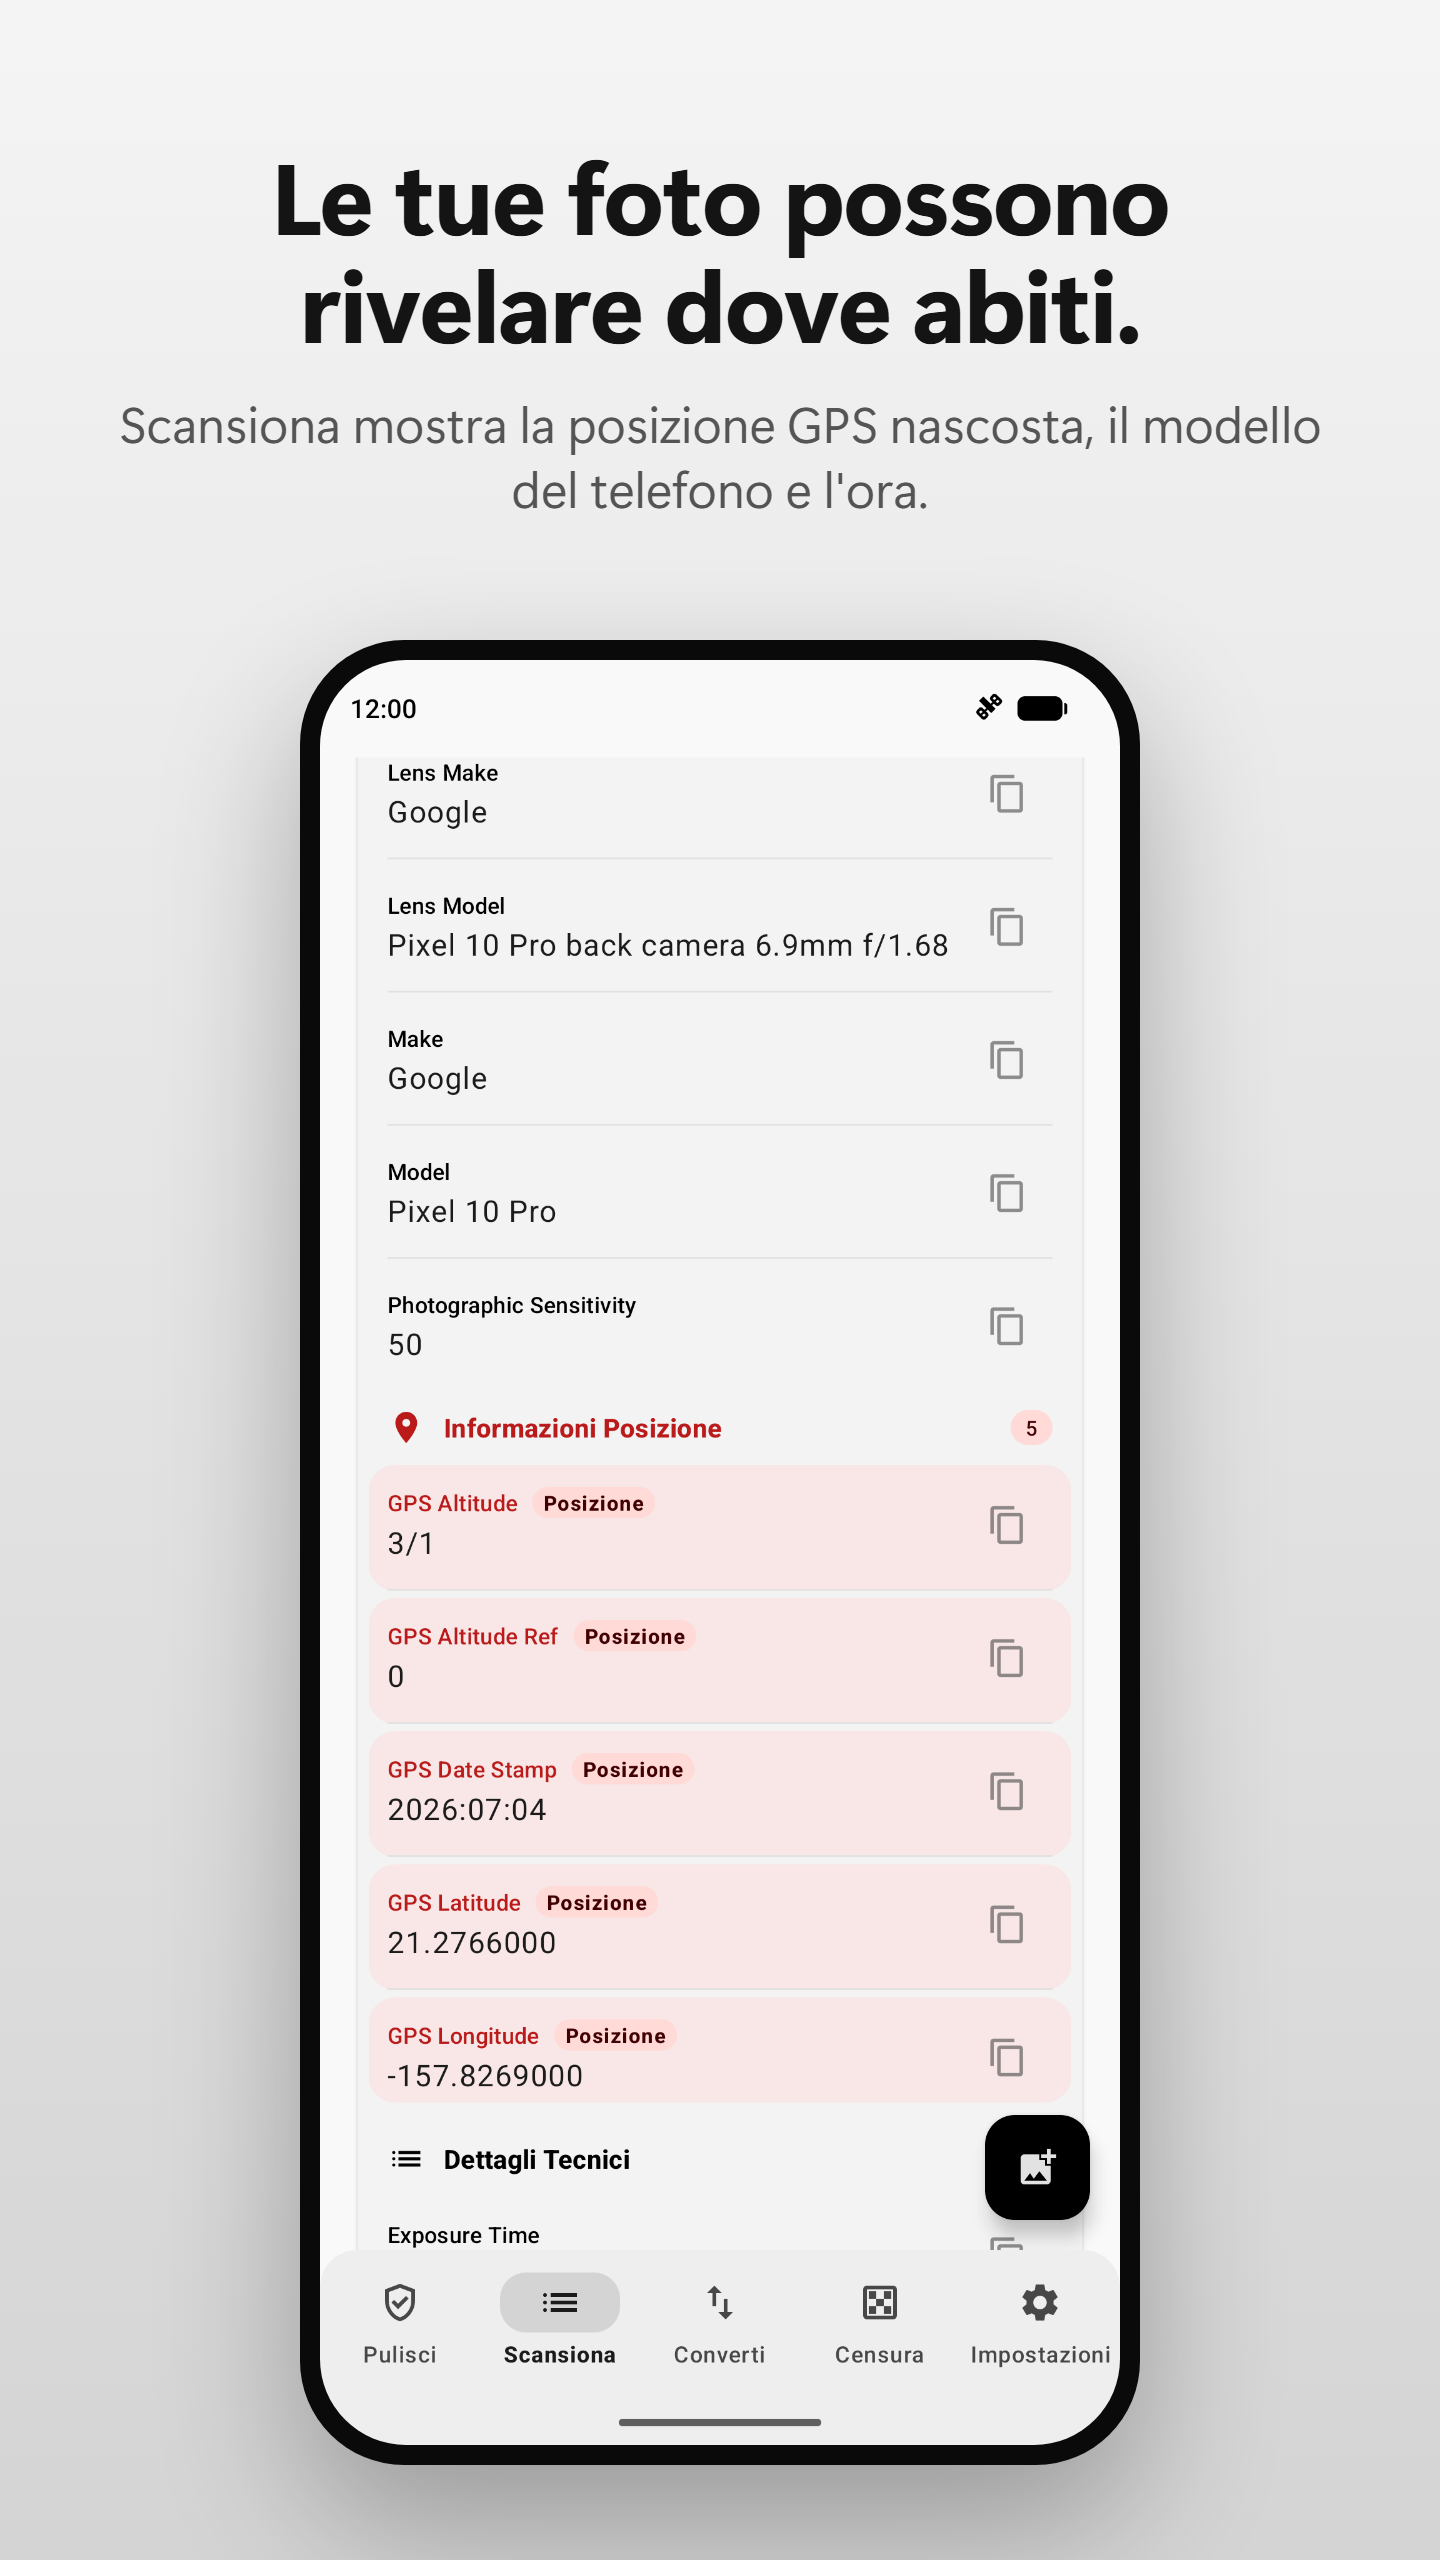 Le tue foto possono
rivelare dove abiti.
Scansiona mostra la posizione GPS nascosta, il modello
del telefono e l'ora.
12:00
Lens Make
Google
Lens Model
Pixel 10 Pro back camera 6.9mm f/1.68
Make
Google
Model
Pixel 10 Pro
Photographic Sensitivity
50
Informazioni Posizione 5
GPS Altitude Posizione
3/1
GPS Altitude Ref Posizione
0
GPS Date Stamp Posizione
2026:07:04
GPS Latitude Posizione
21.2766000
GPS Longitude Posizione
-157.8269000
Dettagli Tecnici
Exposure Time
Pulisci Scansiona Converti Censura Impostazioni